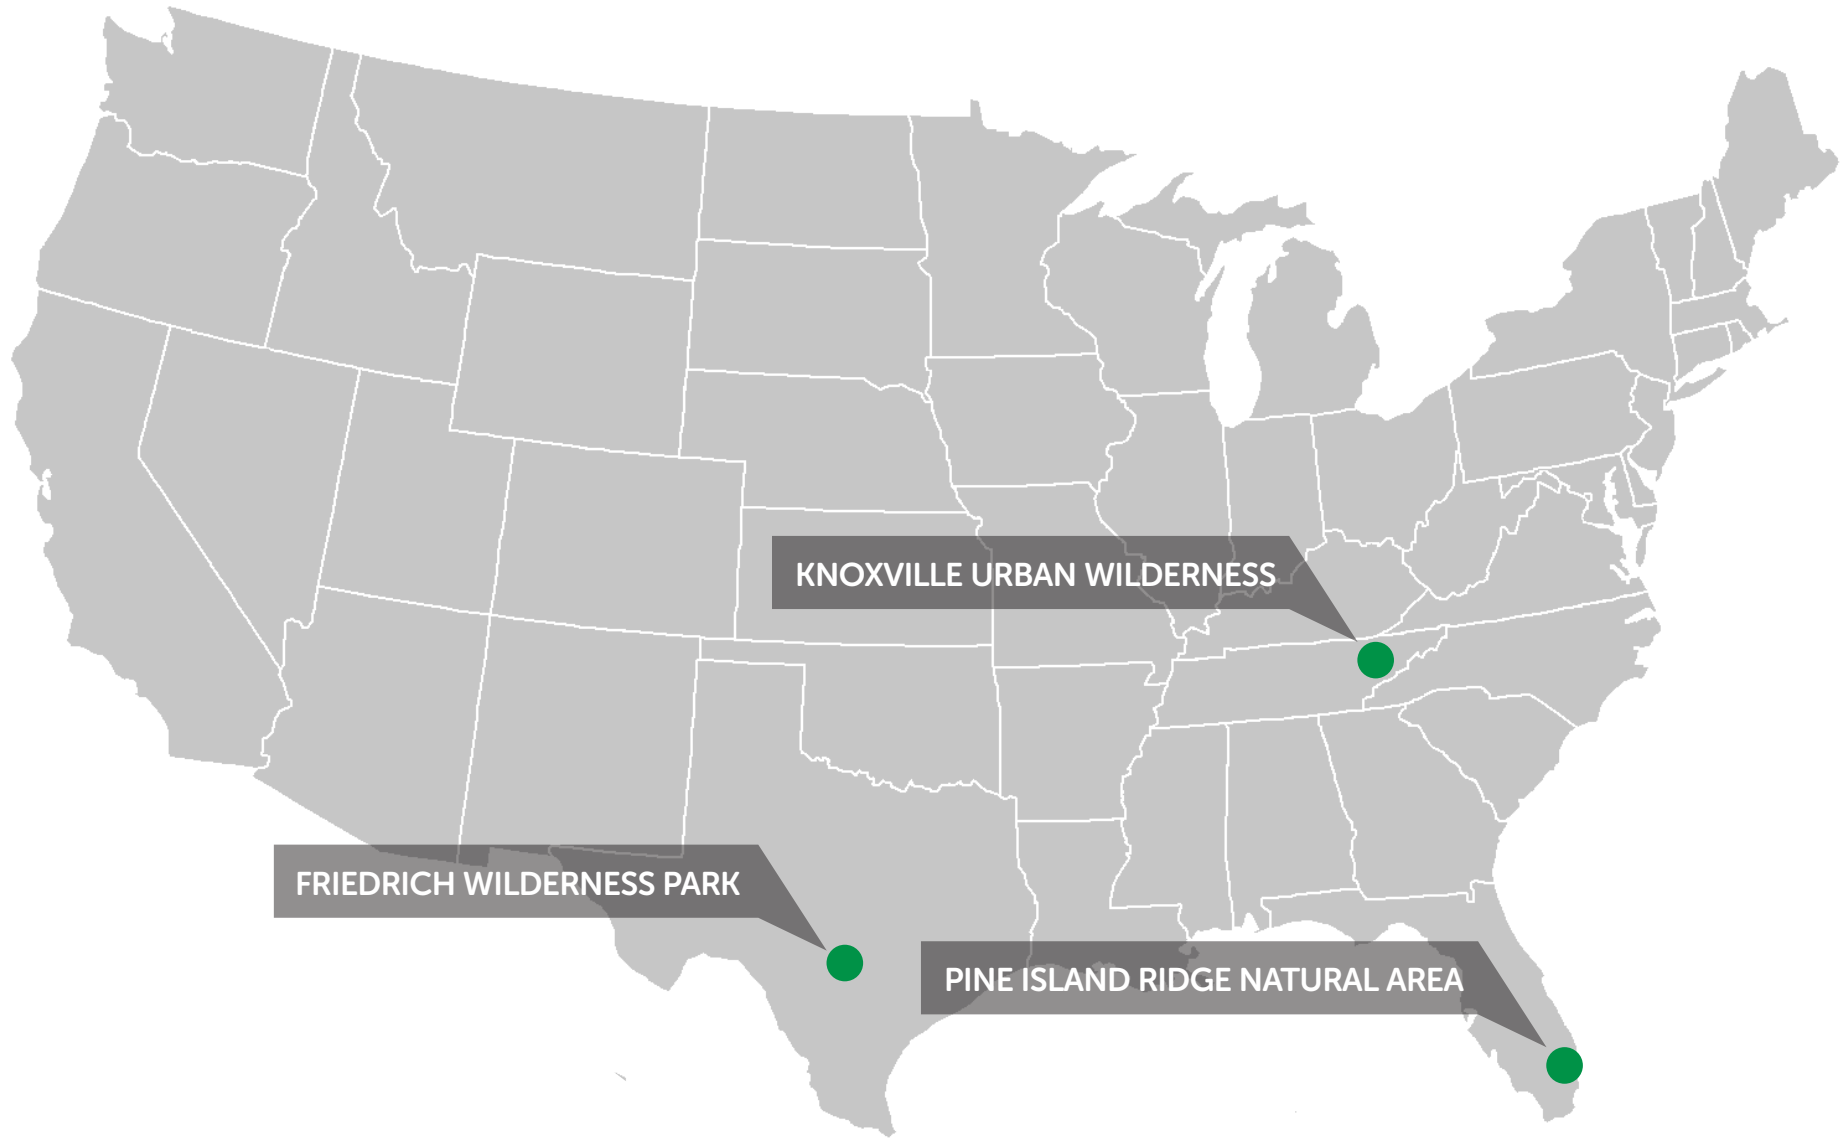 KNOXVILLE URBAN WILDERNESS
FRIEDRICH WILDERNESS PARK
PINE ISLAND RIDGE NATURAL AREA